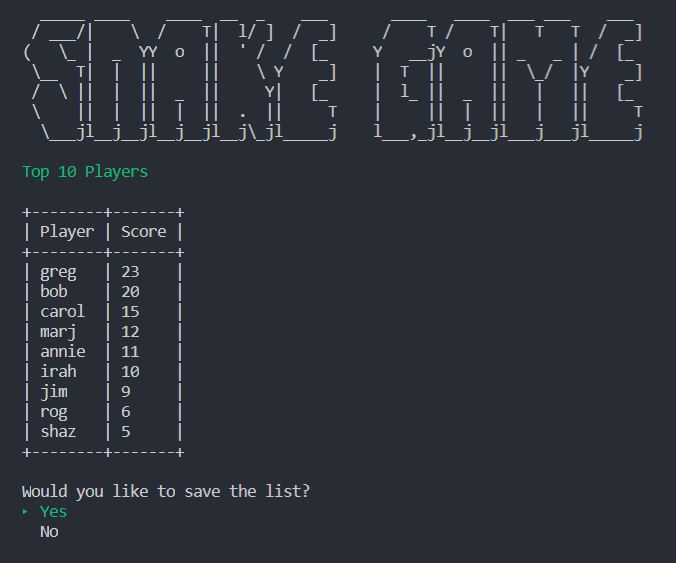 SNAKE GAME
Top 10 Players
+--------+-------+
| Player | Score |
+--------+-------+
| greg   | 23    |
| bob    | 20    |
| carol  | 15    |
| marj   | 12    |
| annie  | 11    |
| irah   | 10    |
| jim    | 9     |
| rog    | 6     |
| shaz   | 5     |
+--------+-------+
Would you like to save the list?
▸ Yes
No